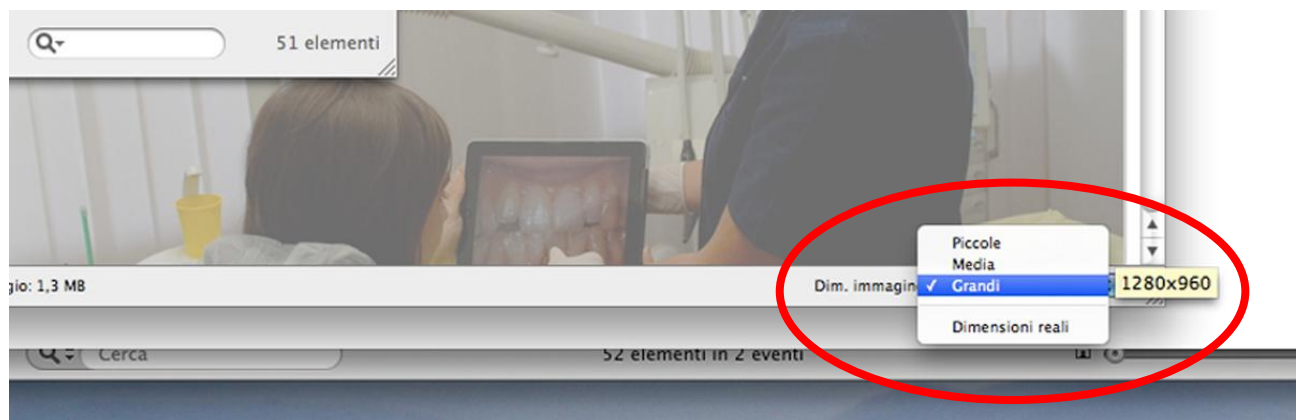 51 elementi
Piccole
Media
gio: 1,3 MB
Dim. immagin
✓ Grandi
1280x960
Dimensioni reali
Cerca
52 elementi in 2 eventi